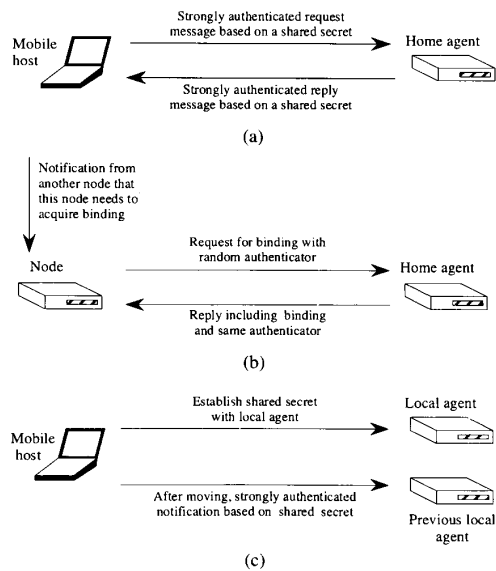 Strongly authenticated request
message based on a shared secret
Mobile
host
Home agent
Strongly authenticated reply
message based on a shared secret
(a)
Notification from
another node that
this node needs to
acquire binding
Node
Request for binding with
random authenticator
Home agent
Reply including binding
and same authenticator
(b)
Establish shared secret
with local agent
Local agent
Mobile
host
After moving, strongly authenticated
notification based on shared secret
Previous local
agent
(c)